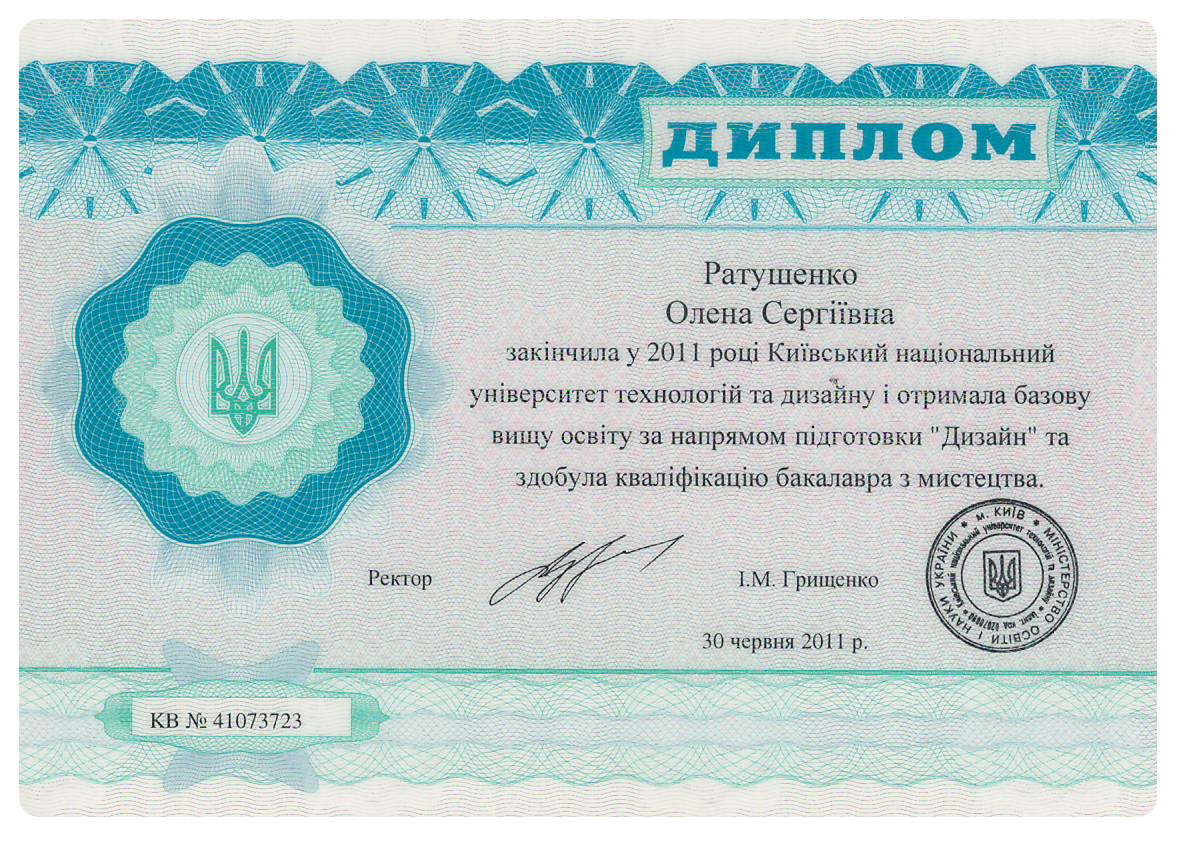 ДИПЛОМ
Ратушенко
Олена Сергіївна
закінчила у 2011 році Київський національний
університет технологій та дизайну і отримала базову
вищу освіту за напрямом підготовки "Дизайн" та
здобула кваліфікацію бакалавра з мистецтва.
Ректор
І.М. Грищенко
30 червня 2011 р.
КВ № 41073723
* м. КИЇВ * МІНІСТЕРСТВО ОСВІТИ І НАУКИ УКРАЇНИ
Київський національний університет технологій та дизайну * Ідент. код 02070890 *